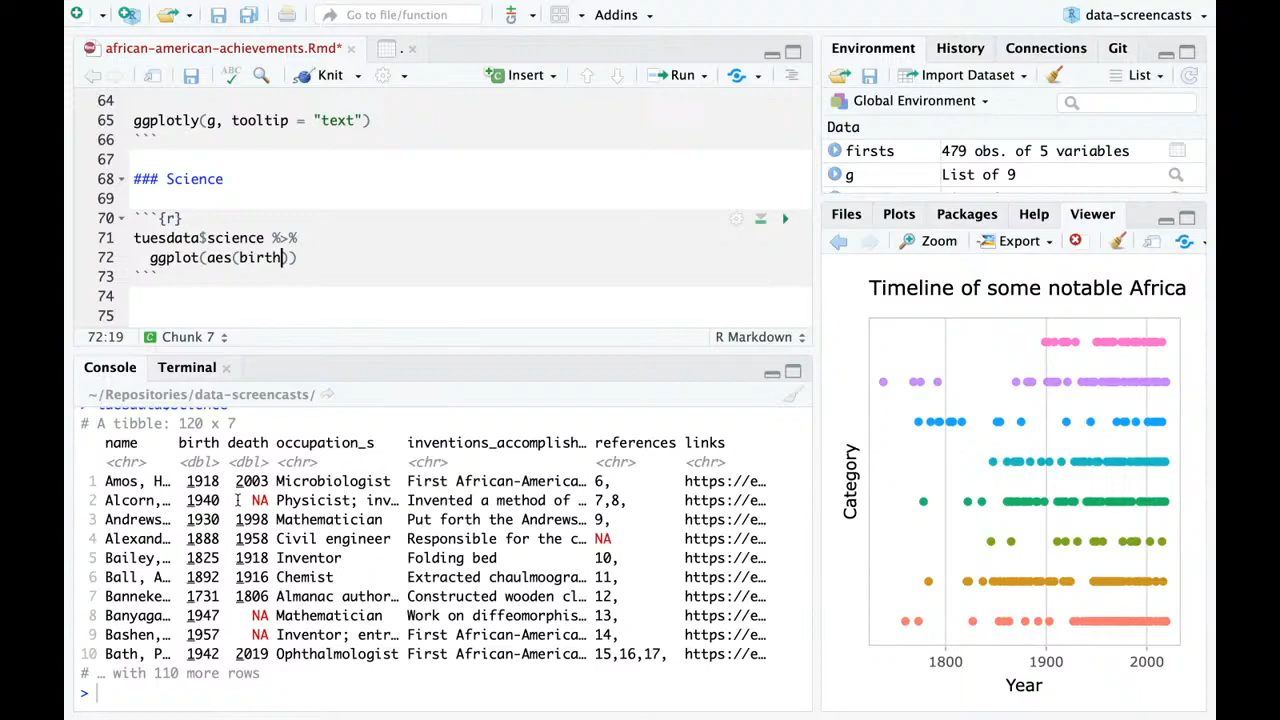 Go to file/function
Addins
data-screencasts
african-american-achievements.Rmd*
.
ABC
Knit
Insert
Run
64
65 ggplotly(g, tooltip = "text")
66 ```
67
68 ### Science
69
70 ```{r}
71 tuesdata$science %>%
72 ggplot(aes(birth))
73 ```
74
75
72:19 Chunk 7 R Markdown
Console Terminal
~/Repositories/data-screencasts/
> tuesdata$science
# A tibble: 120 x 7
name birth death occupation_s inventions_accomplish… references links
<chr> <dbl> <dbl> <chr> <chr> <chr> <chr>
1 Amos, H… 1918 2003 Microbiologist First African-America… 6, https://e…
2 Alcorn,… 1940 NA Physicist; inv… Invented a method of … 7,8, https://e…
3 Andrews… 1930 1998 Mathematician Put forth the Andrews… 9, https://e…
4 Alexand… 1888 1958 Civil engineer Responsible for the c… NA https://e…
5 Bailey,… 1825 1918 Inventor Folding bed 10, https://e…
6 Ball, A… 1892 1916 Chemist Extracted chaulmoogra… 11, https://e…
7 Banneke… 1731 1806 Almanac author… Constructed wooden cl… 12, https://e…
8 Banyaga… 1947 NA Mathematician Work on diffeomorphis… 13, https://e…
9 Bashen,… 1957 NA Inventor; entr… First African-America… 14, https://e…
10 Bath, P… 1942 2019 Ophthalmologist First African-America… 15,16,17, https://e…
# … with 110 more rows
>
Environment History Connections Git
Import Dataset List
Global Environment
Data
firsts 479 obs. of 5 variables
g List of 9
Files Plots Packages Help Viewer
Zoom Export
Timeline of some notable Africa
Category
1800 1900 2000
Year